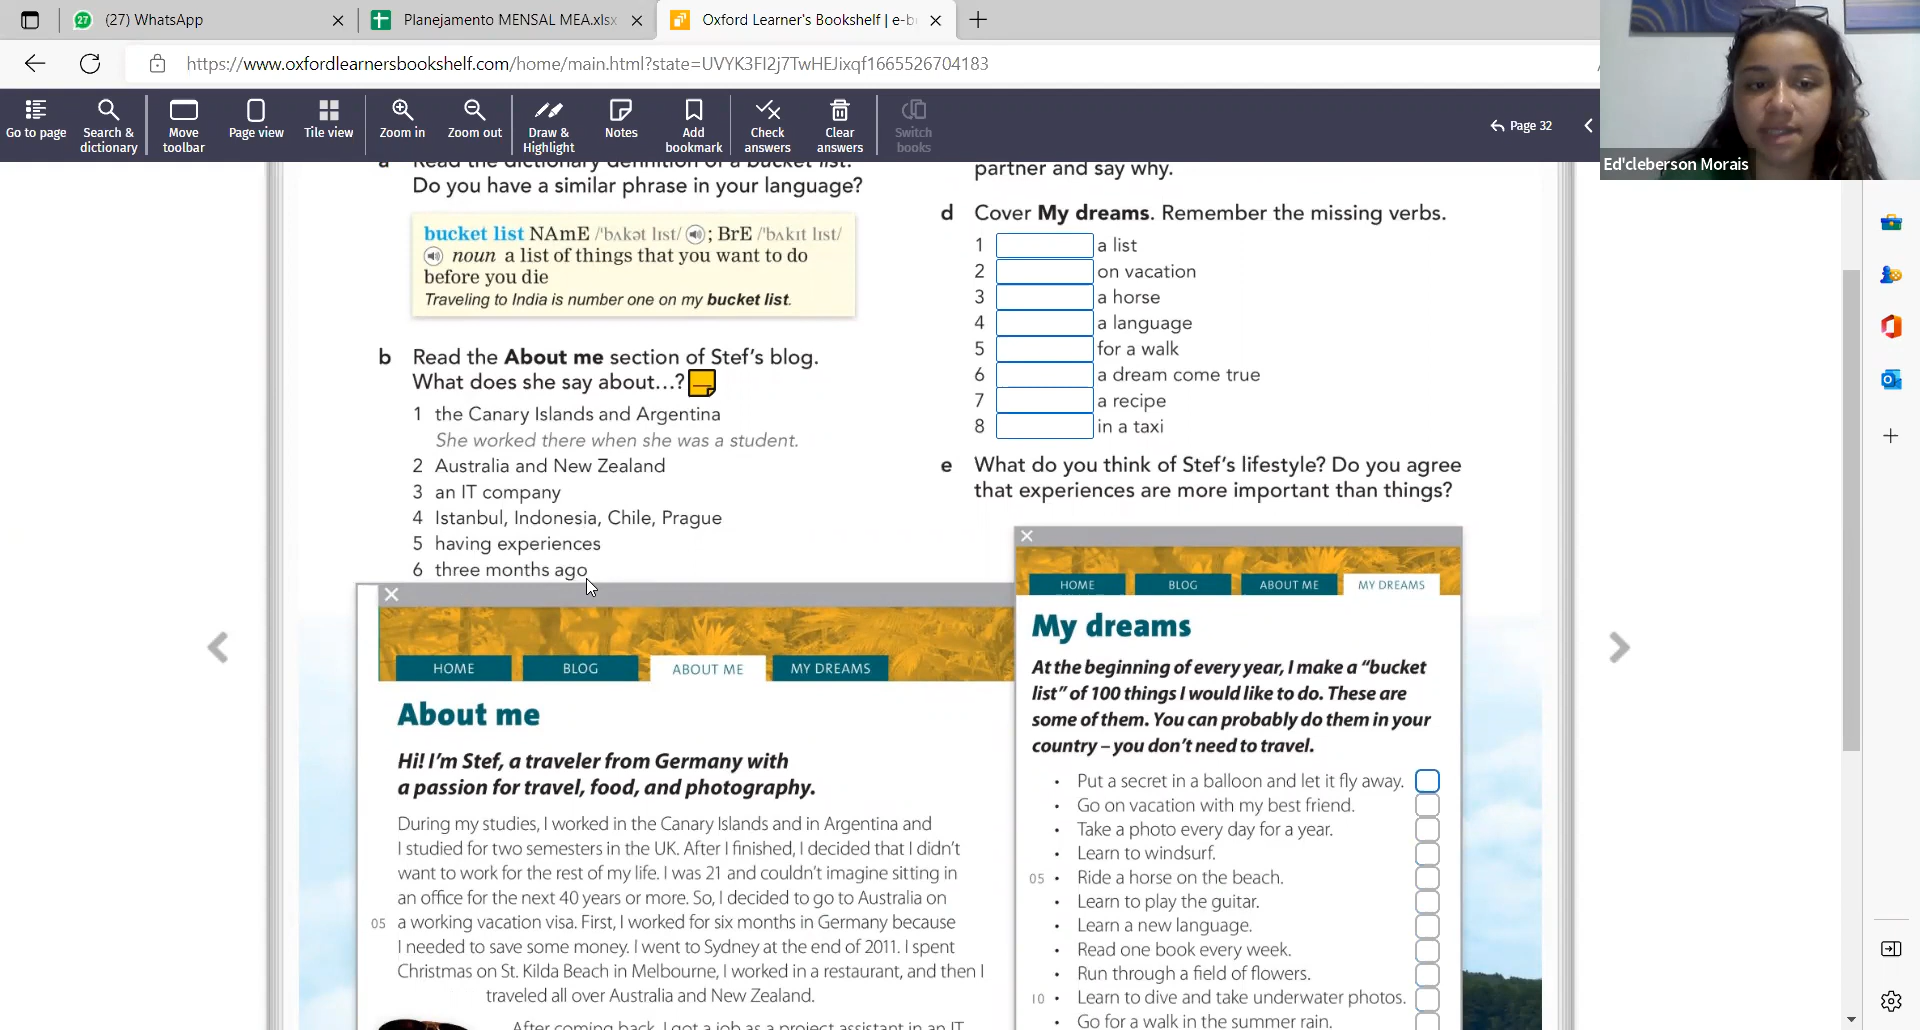 (27) WhatsApp
Planejamento MENSAL MEA.xlsx
Oxford Learner's Bookshelf | e-b
https://www.oxfordlearnersbookshelf.com/home/main.html?state=UVYK3FI2j7TwHEJixqf1665526704183
Go to page
Search & dictionary
Move toolbar
Page view
Tile view
Zoom in
Zoom out
Draw & Highlight
Notes
Add bookmark
Check answers
Clear answers
Switch books
Page 32
Ed'cleberson Morais
a Read the dictionary definition of a bucket list.
Do you have a similar phrase in your language?
bucket list NAmE /ˈbʌkət lɪst/ ; BrE /ˈbʌkɪt lɪst/
noun a list of things that you want to do
before you die
Traveling to India is number one on my bucket list.
b Read the About me section of Stef's blog.
What does she say about...?
1 the Canary Islands and Argentina
She worked there when she was a student.
2 Australia and New Zealand
3 an IT company
4 Istanbul, Indonesia, Chile, Prague
5 having experiences
6 three months ago
HOME BLOG ABOUT ME MY DREAMS
About me
Hi! I'm Stef, a traveler from Germany with
a passion for travel, food, and photography.
During my studies, I worked in the Canary Islands and in Argentina and
I studied for two semesters in the UK. After I finished, I decided that I didn't
want to work for the rest of my life. I was 21 and couldn't imagine sitting in
an office for the next 40 years or more. So, I decided to go to Australia on
05 a working vacation visa. First, I worked for six months in Germany because
I needed to save some money. I went to Sydney at the end of 2011. I spent
Christmas on St. Kilda Beach in Melbourne, I worked in a restaurant, and then I
traveled all over Australia and New Zealand.
After coming back, I got a job as a project assistant in an IT
partner and say why.
d Cover My dreams. Remember the missing verbs.
1 a list
2 on vacation
3 a horse
4 a language
5 for a walk
6 a dream come true
7 a recipe
8 in a taxi
e What do you think of Stef's lifestyle? Do you agree
that experiences are more important than things?
HOME BLOG ABOUT ME MY DREAMS
My dreams
At the beginning of every year, I make a "bucket
list" of 100 things I would like to do. These are
some of them. You can probably do them in your
country – you don't need to travel.
• Put a secret in a balloon and let it fly away.
• Go on vacation with my best friend.
• Take a photo every day for a year.
• Learn to windsurf.
05 • Ride a horse on the beach.
• Learn to play the guitar.
• Learn a new language.
• Read one book every week.
• Run through a field of flowers.
10 • Learn to dive and take underwater photos.
• Go for a walk in the summer rain.